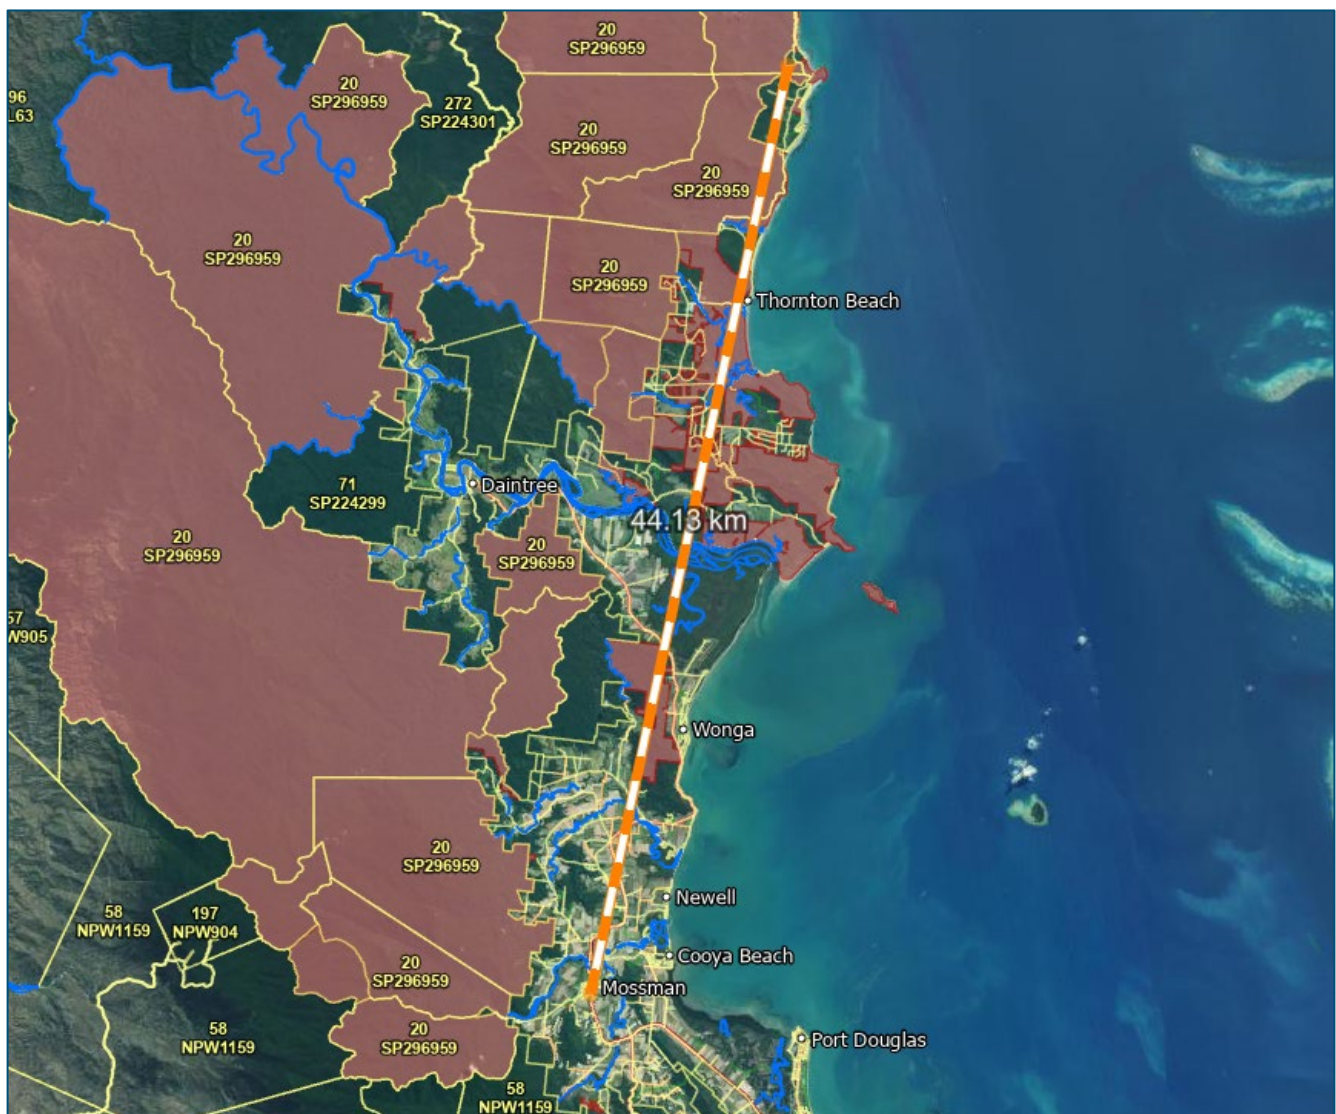 20
SP296959
96
L63
20
SP296959
272
SP224301
20
SP296959
20
SP296959
20
SP296959
20
SP296959
Thornton Beach
71
SP224299
Daintree
44.13 km
20
SP296959
20
SP296959
57
W905
Wonga
20
SP296959
Newell
58
NPW1159
197
NPW904
Cooya Beach
20
SP296959
Mossman
58
NPW1159
20
SP296959
Port Douglas
58
NPW1159